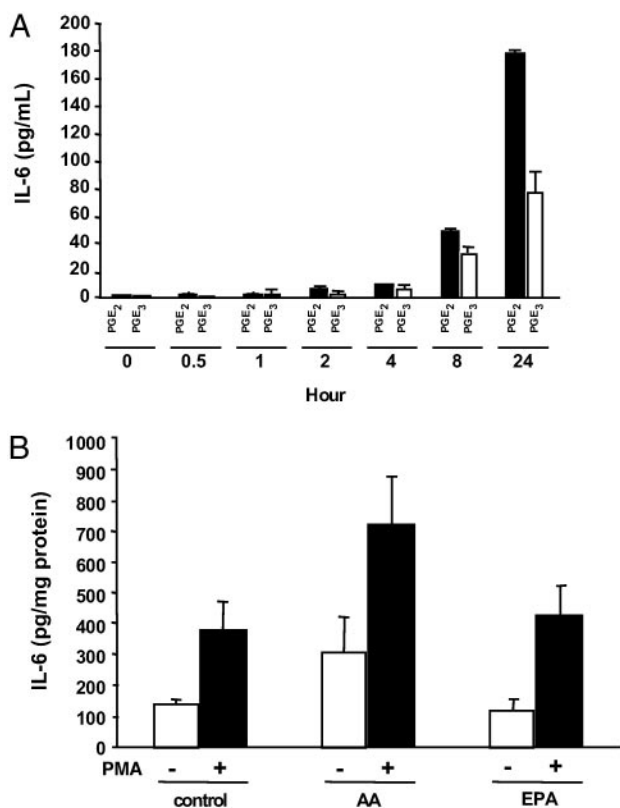 A
IL-6 (pg/mL)
200
180
160
140
120
100
80
60
40
20
0
PGE2 PGE3 PGE2 PGE3 PGE2 PGE3 PGE2 PGE3 PGE2 PGE3 PGE2 PGE3 PGE2 PGE3
0 0.5 1 2 4 8 24
Hour
B
IL-6 (pg/mg protein)
1000
900
800
700
600
500
400
300
200
100
0
PMA - + - + - +
control AA EPA